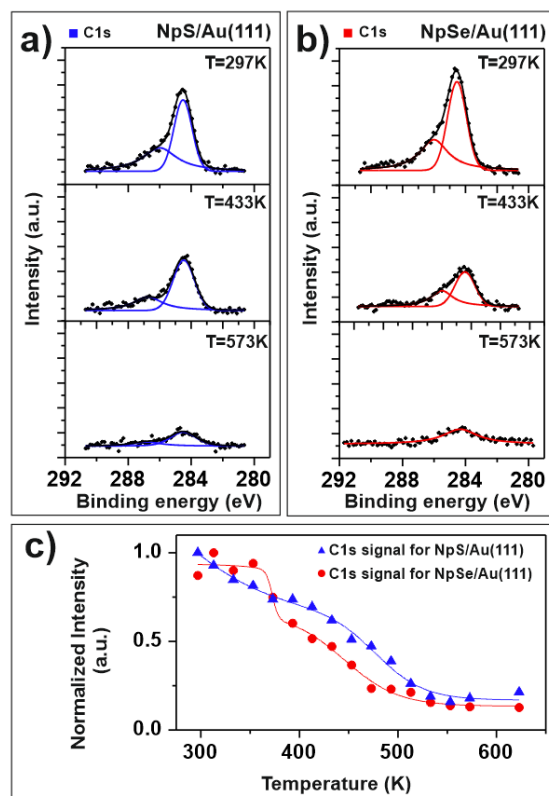 a) C1s NpS/Au(111)
T=297K
T=433K
T=573K
Intensity (a.u.)
292 288 284 280
Binding energy (eV)
b) C1s NpSe/Au(111)
T=297K
T=433K
T=573K
Intensity (a.u.)
292 288 284 280
Binding energy (eV)
c)
C1s signal for NpS/Au(111)
C1s signal for NpSe/Au(111)
Normalized Intensity
(a.u.)
1.0
0.5
0.0
300 400 500 600
Temperature (K)